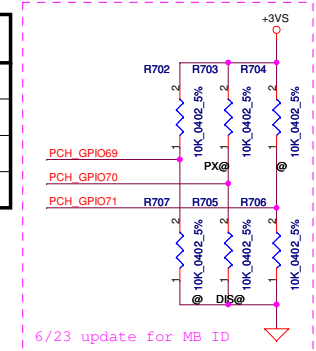 +3VS
R702 R703 R704
2 2 2
10K_0402_5% 10K_0402_5% 10K_0402_5%
1 1 1
PX@ @
PCH_GPIO69
PCH_GPIO70
PCH_GPIO71 R707 R705 R706
2 2 2
10K_0402_5% 10K_0402_5% 10K_0402_5%
1 1 1
@ DIS@
6/23 update for MB ID